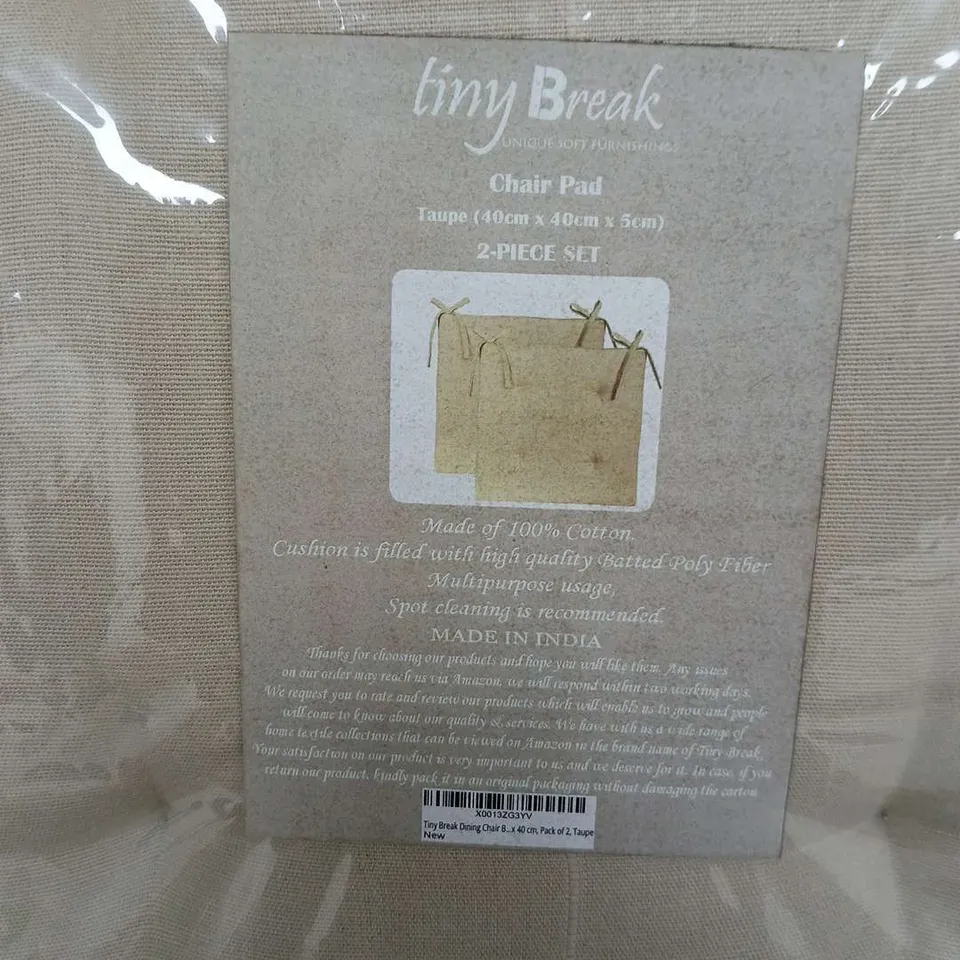 tiny Break
UNIQUE SOFT FURNISHINGS
Chair Pad
Taupe (40cm x 40cm x 5cm)
2-PIECE SET
Made of 100% Cotton.
Cushion is filled with high quality Batted Poly Fiber
Multipurpose usage,
Spot cleaning is recommended.
MADE IN INDIA
Thanks for choosing our products and hope you will like them. Any issues
on our order may reach us via Amazon, we will respond within two working days.
We request you to rate and review our products which will enable us to grow and people
will come to know about our quality & services. We have with us a wide range of
home textile collections that can be viewed on Amazon in the brand name of Tiny Break,
Your satisfaction on our product is very important to us and we deserve for it. In case, if you
return our product, kindly pack it in an original packaging without damaging the carton
X0013ZG3YV
Tiny Break Dining Chair B...x 40 cm, Pack of 2, Taupe
New